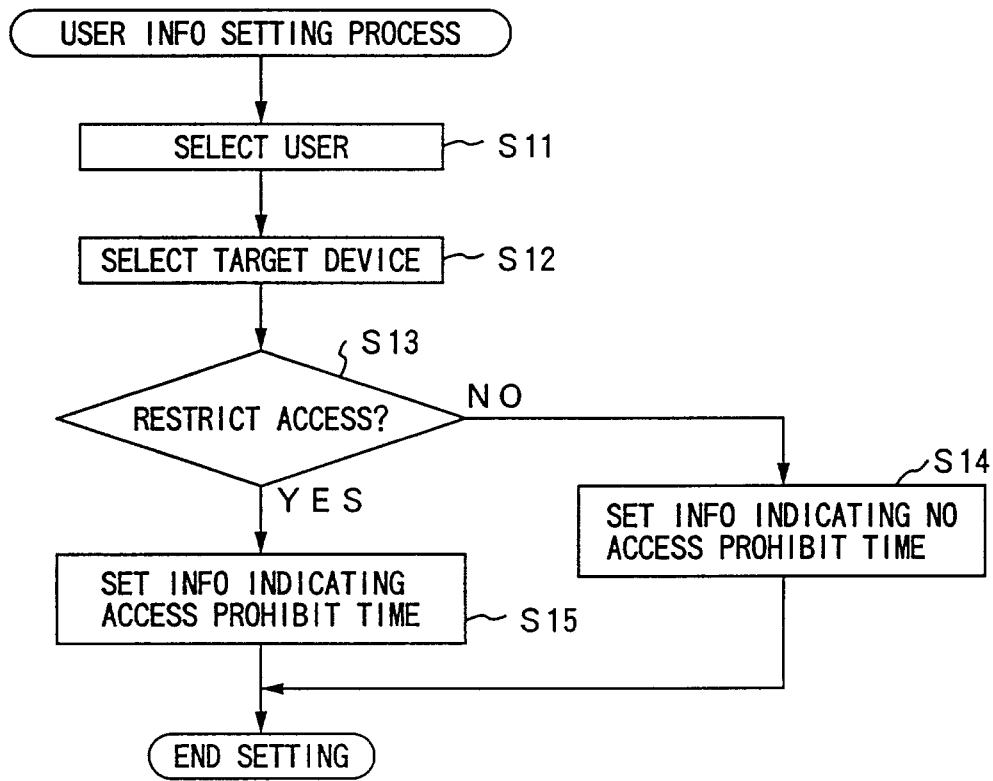 USER INFO SETTING PROCESS
SELECT USER
S11
SELECT TARGET DEVICE
S12
S13
RESTRICT ACCESS?
NO
YES
S14
SET INFO INDICATING NO
ACCESS PROHIBIT TIME
SET INFO INDICATING
ACCESS PROHIBIT TIME
S15
END SETTING